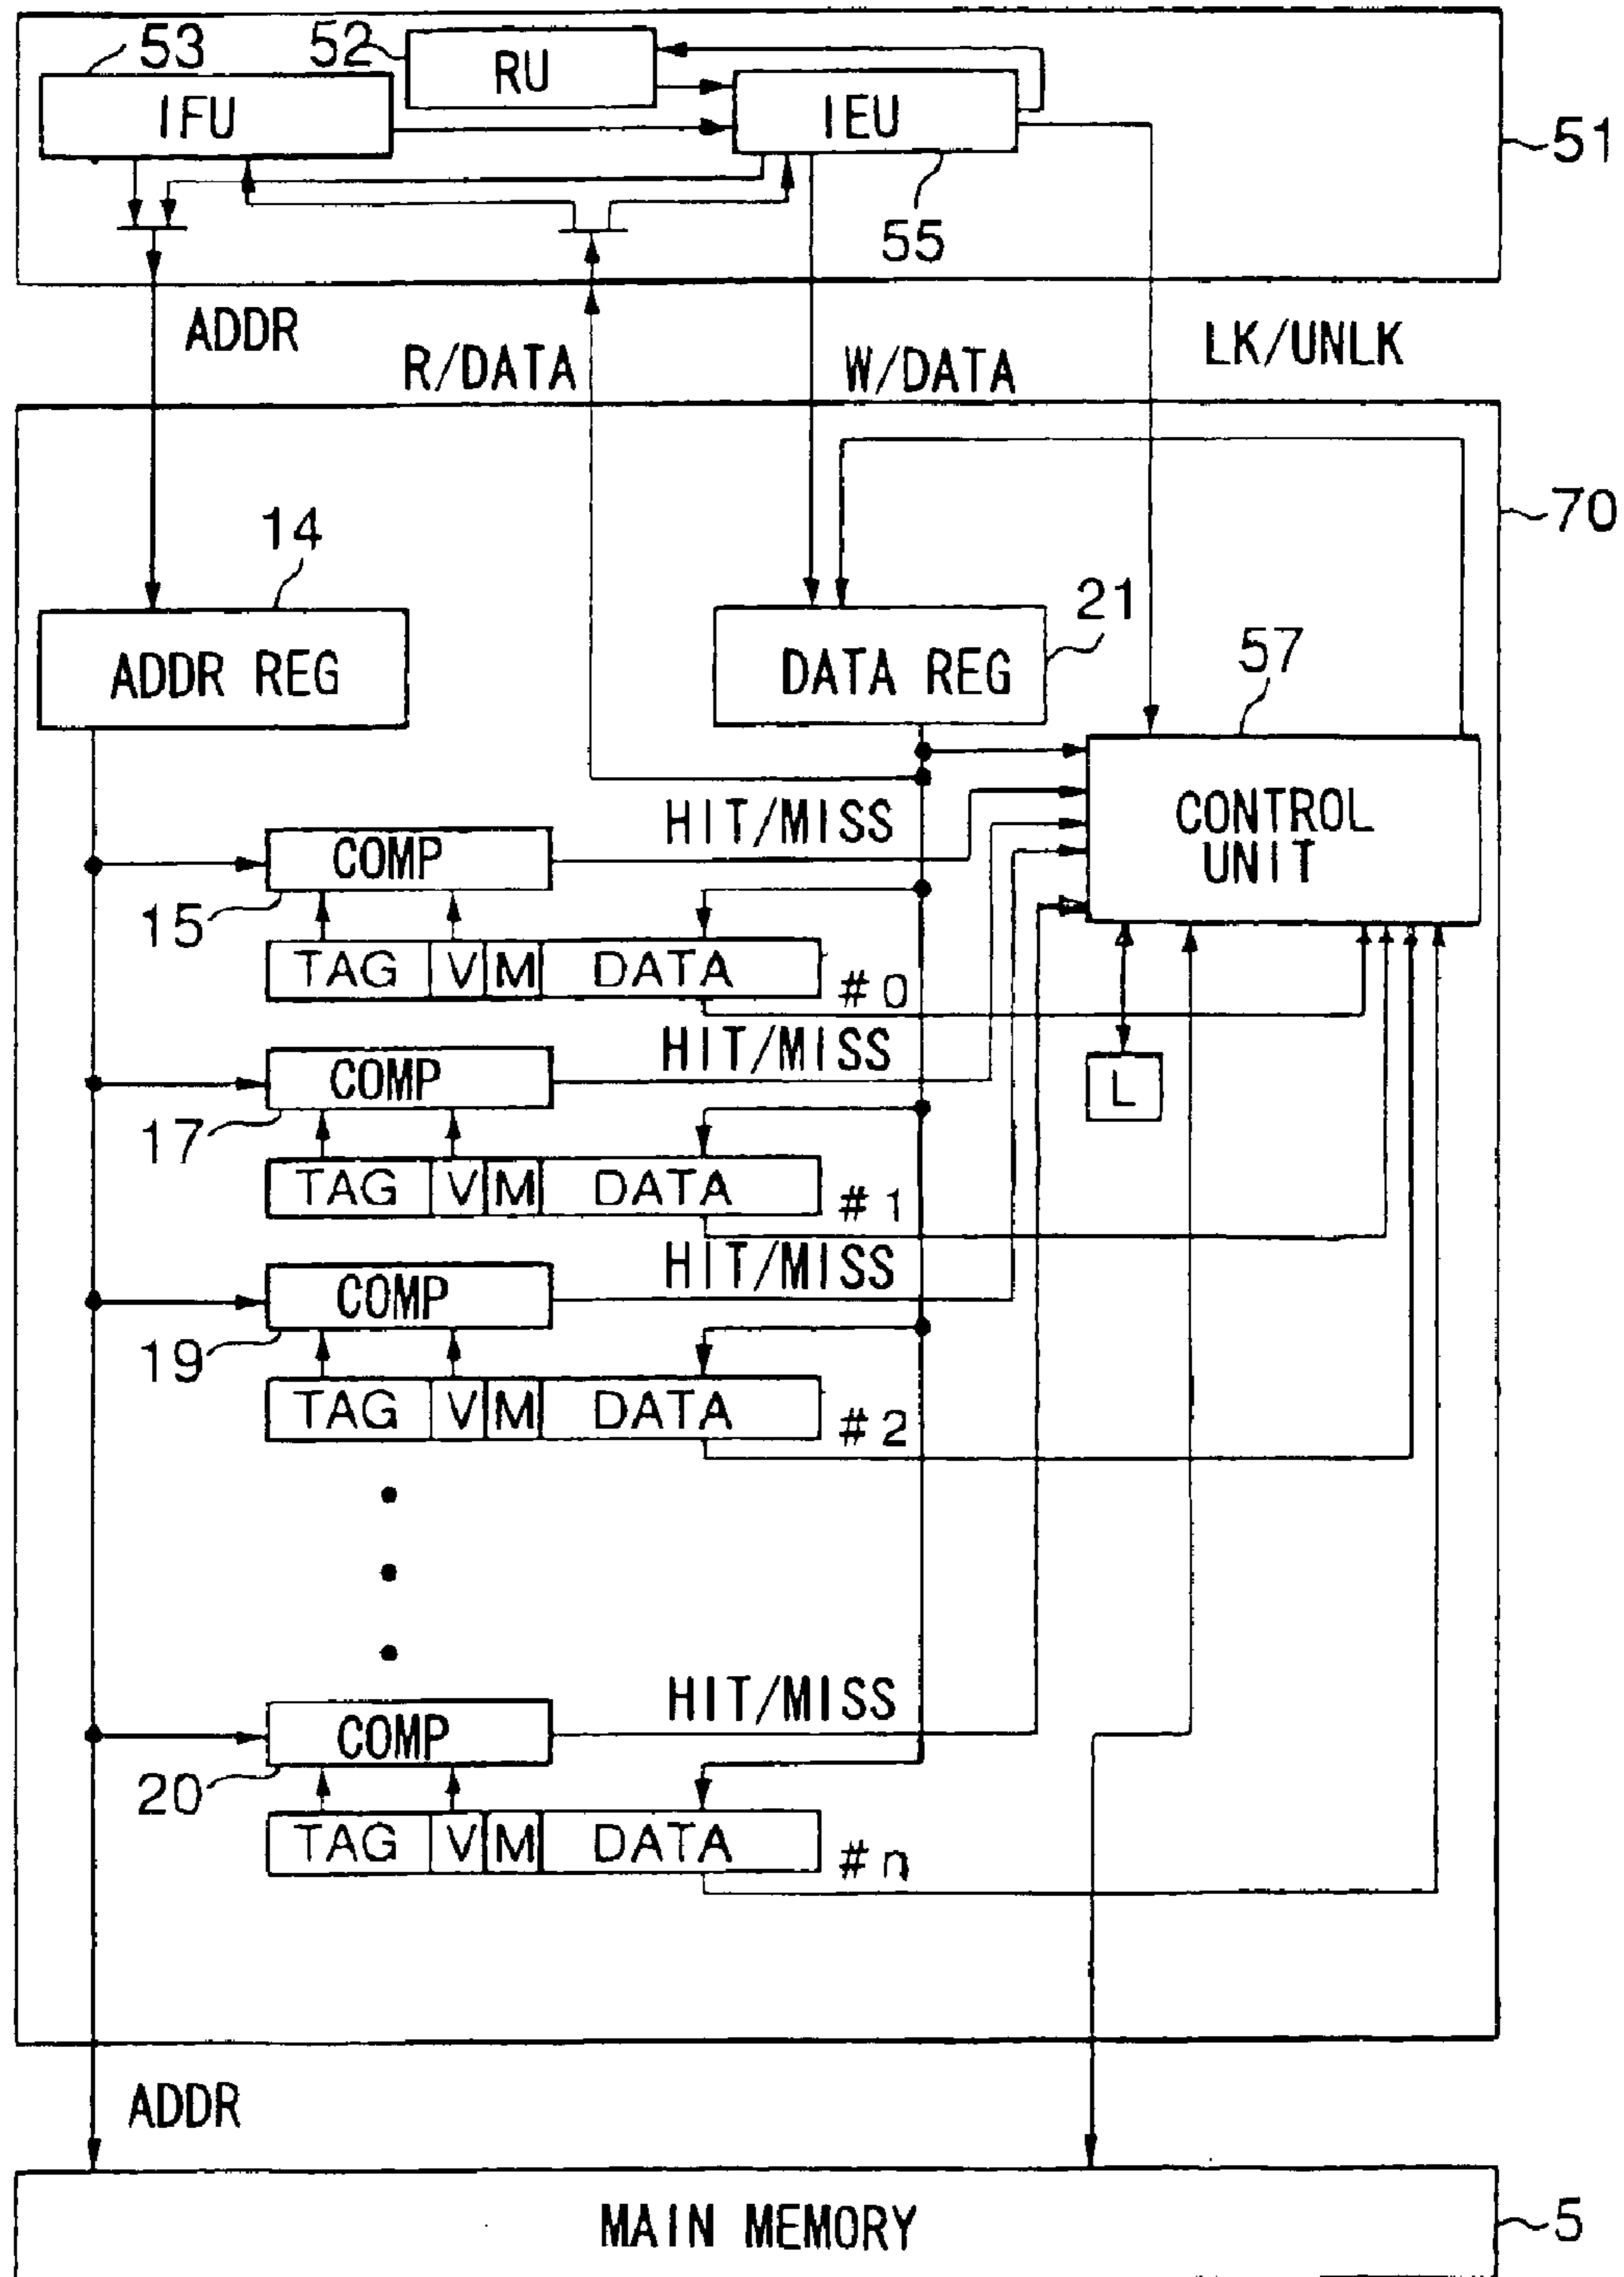 53
52
RU
IFU
IEU
51
55
ADDR
R/DATA
W/DATA
LK/UNLK
70
14
21
ADDR REG
DATA REG
57
CONTROL
UNIT
HIT/MISS
COMP
15
TAG V M DATA #0
HIT/MISS
COMP
L
17
TAG V M DATA #1
HIT/MISS
COMP
19
TAG V M DATA #2
HIT/MISS
COMP
20
TAG V M DATA #n
ADDR
MAIN MEMORY
5